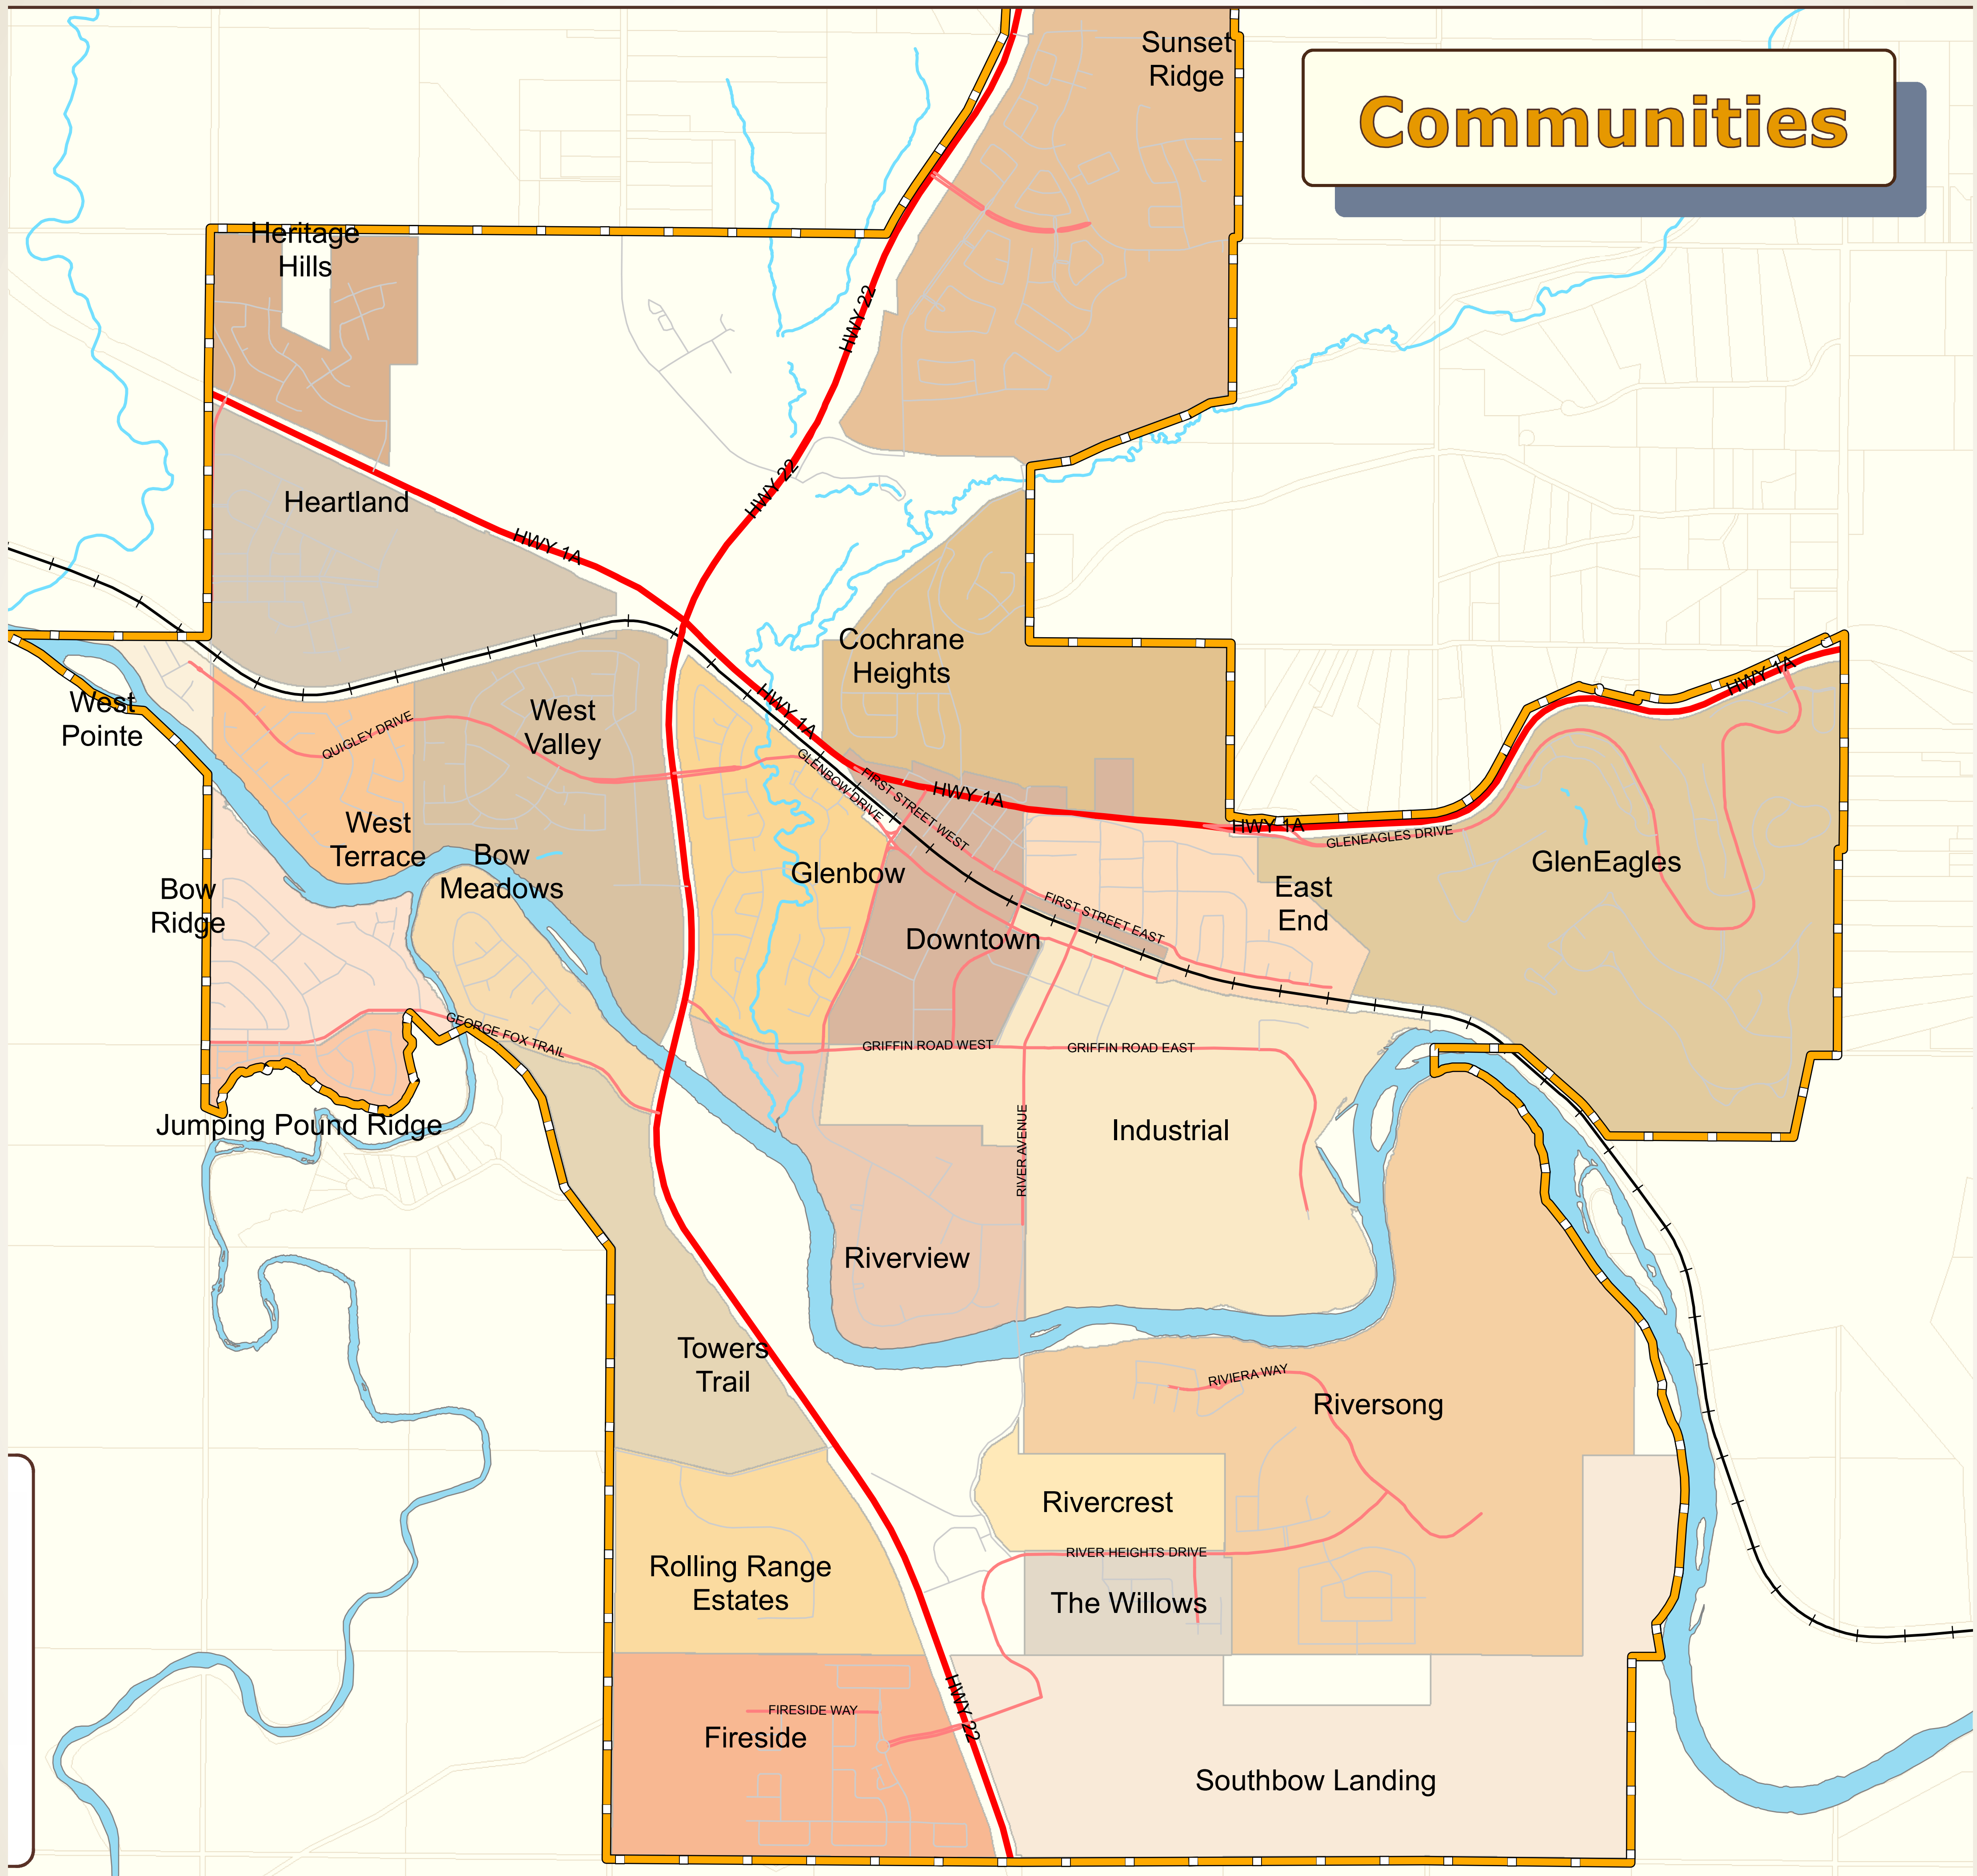 Sunset
Ridge
Communities
Heritage
Hills
HWY 22
HWY 22
Heartland
HWY 1A
Cochrane
Heights
West
Pointe
West
Valley
QUIGLEY DRIVE
HWY 1A
HWY 1A
GLENBOW DRIVE
FIRST STREET WEST
HWY 1A
HWY 1A
GLENEAGLES DRIVE
West
Terrace
Bow
Meadows
Glenbow
GlenEagles
Bow
Ridge
East
End
FIRST STREET EAST
Downtown
GEORGE FOX TRAIL
GRIFFIN ROAD WEST
GRIFFIN ROAD EAST
Jumping Pound Ridge
Industrial
RIVER AVENUE
Riverview
Towers
Trail
RIVIERA WAY
Riversong
Rivercrest
RIVER HEIGHTS DRIVE
Rolling Range
Estates
The Willows
HWY 22
FIRESIDE WAY
Fireside
Southbow Landing